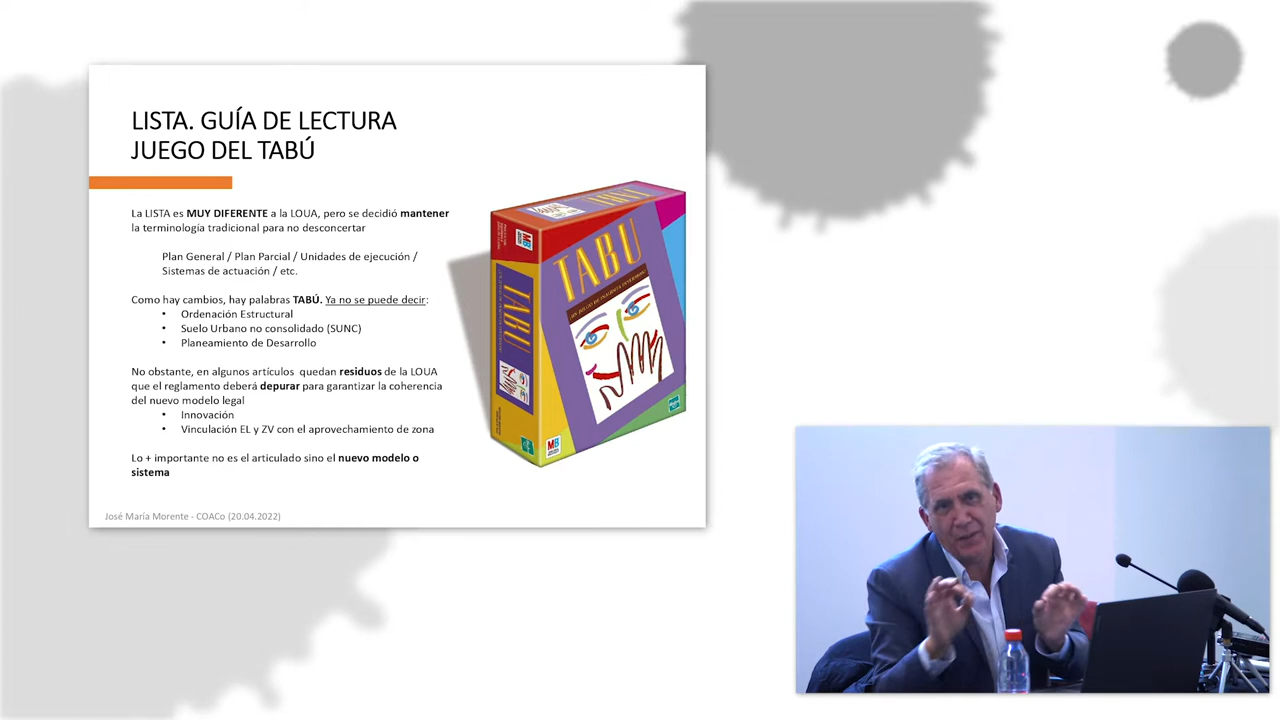 LISTA. GUÍA DE LECTURA
JUEGO DEL TABÚ
La LISTA es MUY DIFERENTE a la LOUA, pero se decidió mantener
la terminología tradicional para no desconcertar
Plan General / Plan Parcial / Unidades de ejecución /
Sistemas de actuación / etc.
Como hay cambios, hay palabras TABÚ. Ya no se puede decir:
• Ordenación Estructural
• Suelo Urbano no consolidado (SUNC)
• Planeamiento de Desarrollo
No obstante, en algunos artículos quedan residuos de la LOUA
que el reglamento deberá depurar para garantizar la coherencia
del nuevo modelo legal
• Innovación
• Vinculación EL y ZV con el aprovechamiento de zona
Lo + importante no es el articulado sino el nuevo modelo o
sistema
José María Morente - COACo (20.04.2022)
TABU
TABU
TABU
MB
MB